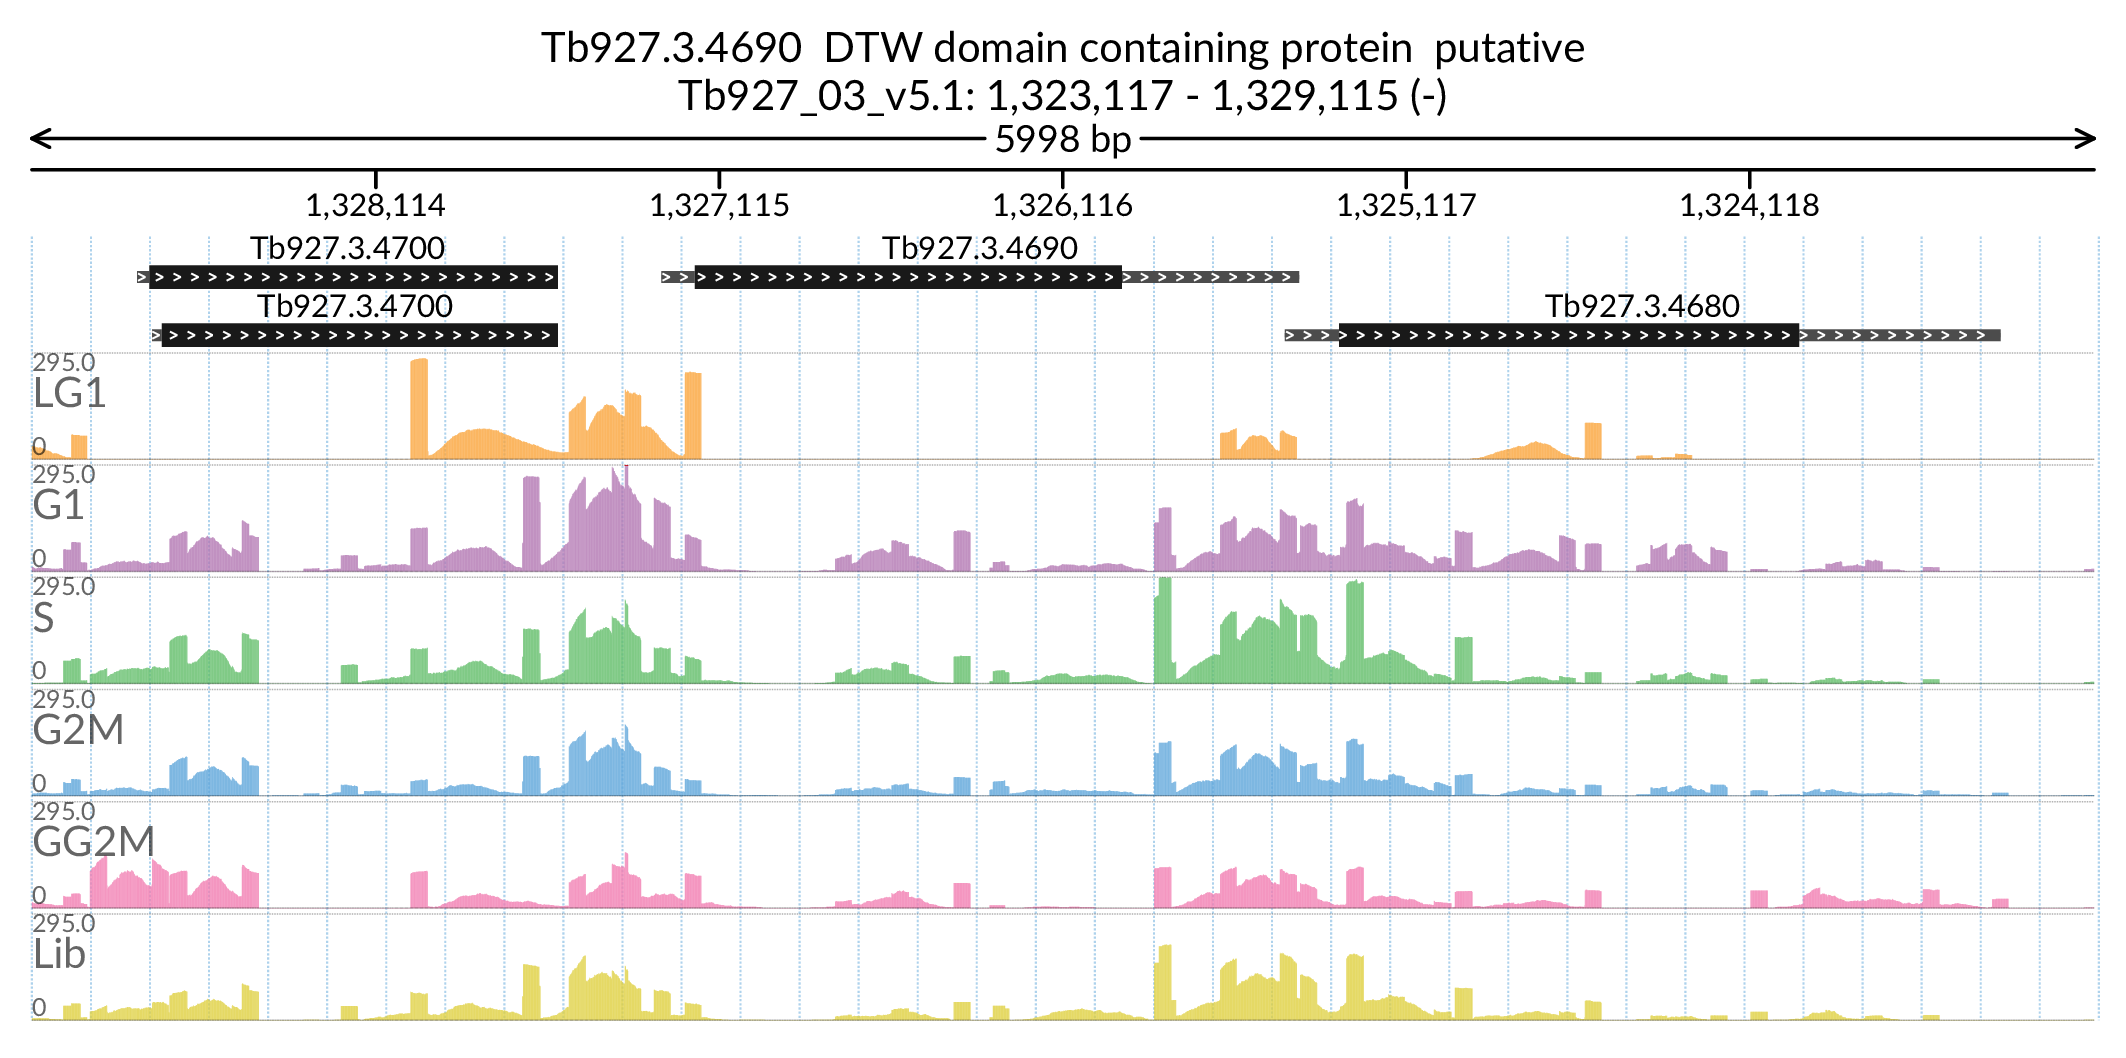 Tb927.3.4690  DTW domain containing protein  putative
Tb927_03_v5.1: 1,323,117 - 1,329,115 (-)
5998 bp
1,328,114 1,327,115 1,326,116 1,325,117 1,324,118
Tb927.3.4700 Tb927.3.4690
Tb927.3.4700 Tb927.3.4680
295.0
LG1
0
295.0
G1
0
295.0
S
0
295.0
G2M
0
295.0
GG2M
0
295.0
Lib
0